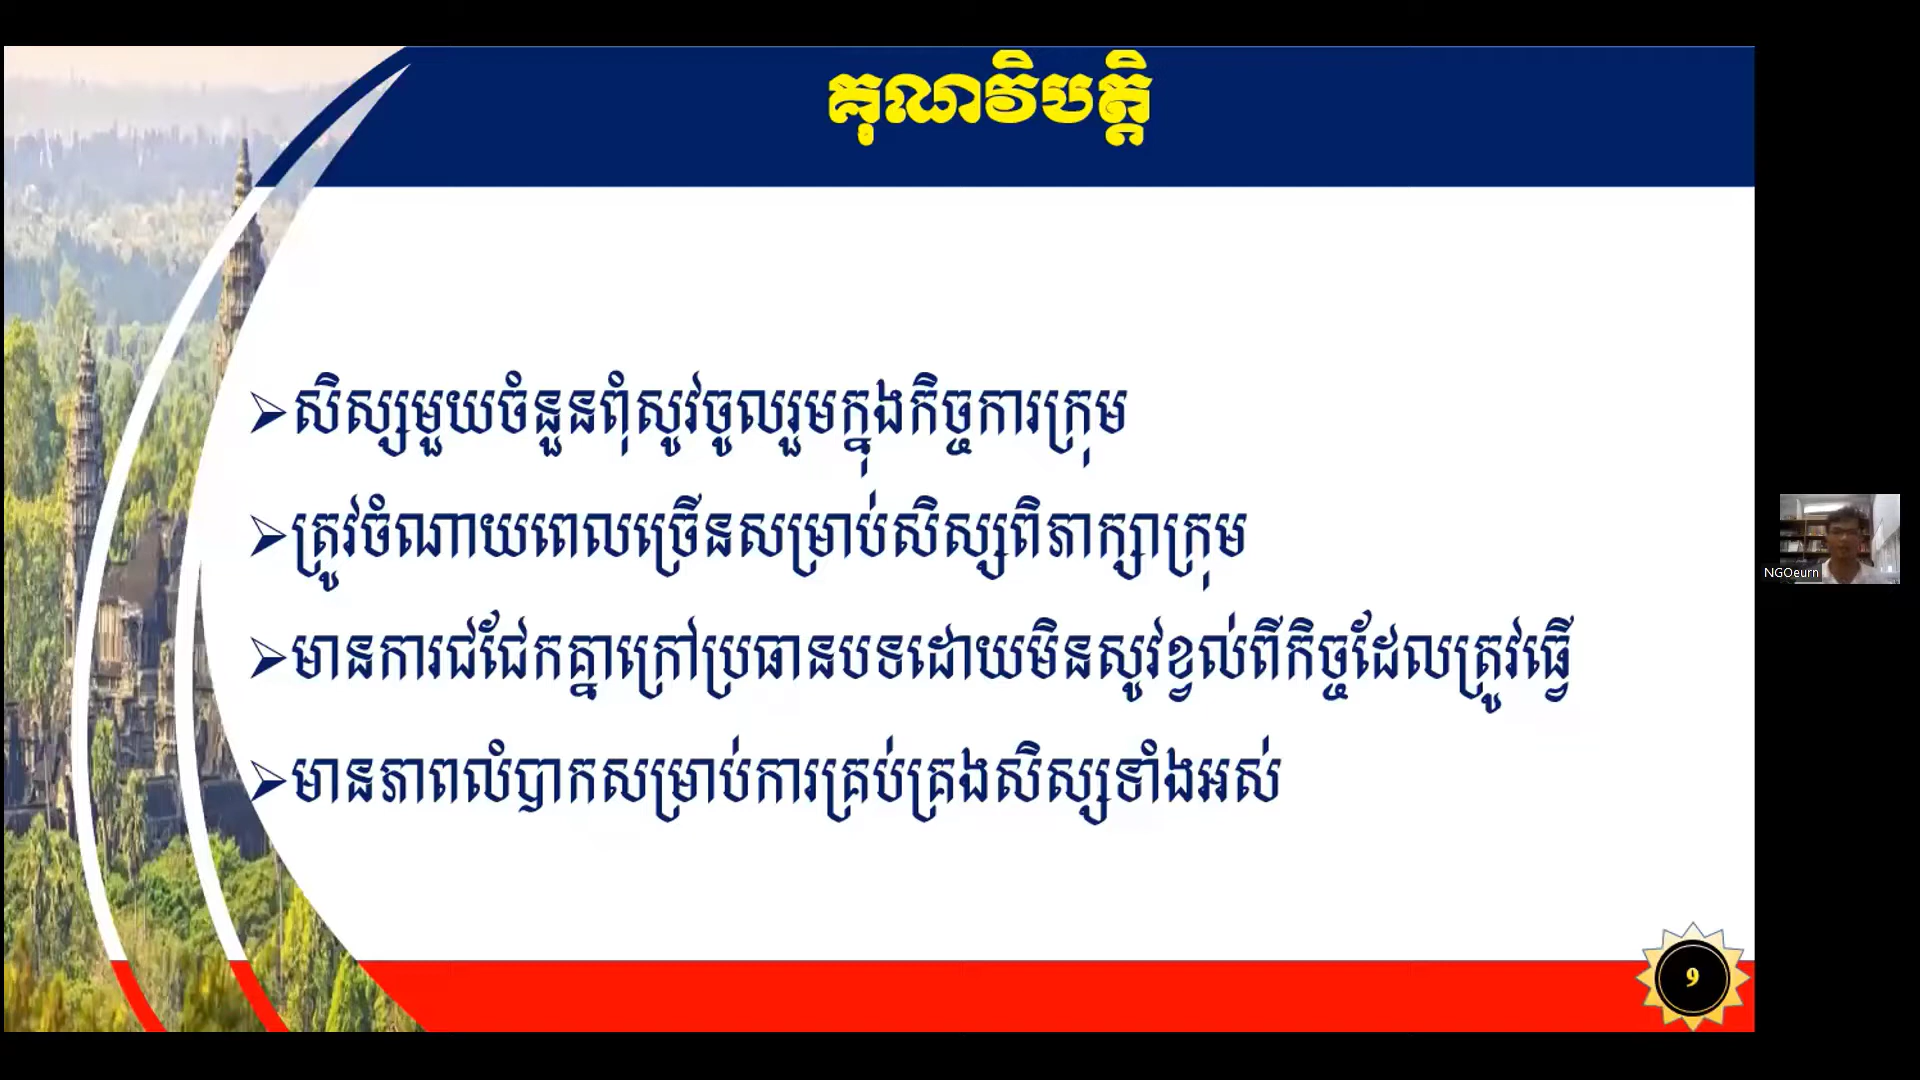 គុណវិបត្តិ
➢សិស្សមួយចំនួនពុំសូវចូលរួមក្នុងកិច្ចការក្រុម
➢ត្រូវចំណាយពេលច្រើនសម្រាប់សិស្សពិភាក្សាក្រុម
➢មានការជជែកគ្នាក្រៅប្រធានបទដោយមិនសូវខ្វល់ពីកិច្ចដែលត្រូវធ្វើ
➢មានភាពលំបាកសម្រាប់ការគ្រប់គ្រងសិស្សទាំងអស់
NGOeurn
9